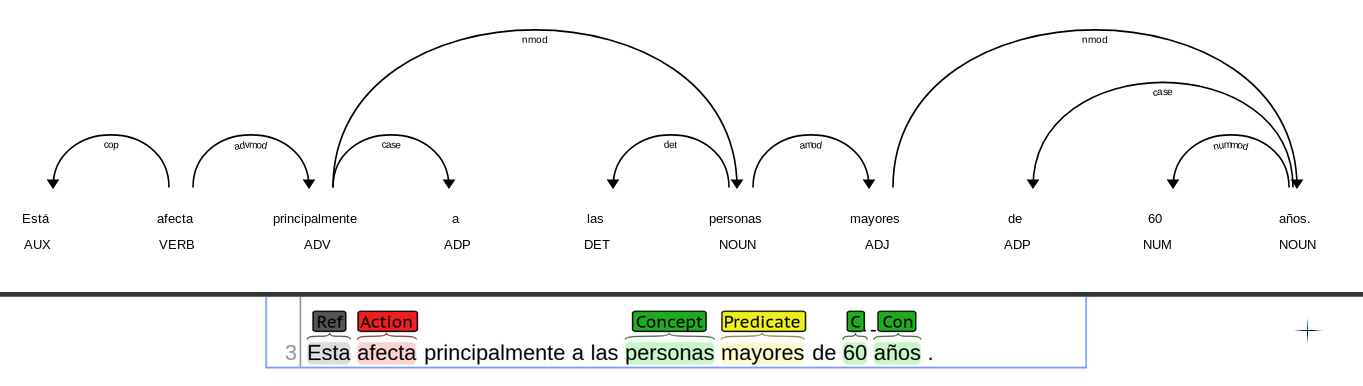 nmod nmod
case
cop advmod case det amod nummod
Está afecta principalmente a las personas mayores de 60 años.
AUX VERB ADV ADP DET NOUN ADJ ADP NUM NOUN
Ref Action Concept Predicate C Con
3 Esta afecta principalmente a las personas mayores de 60 años .